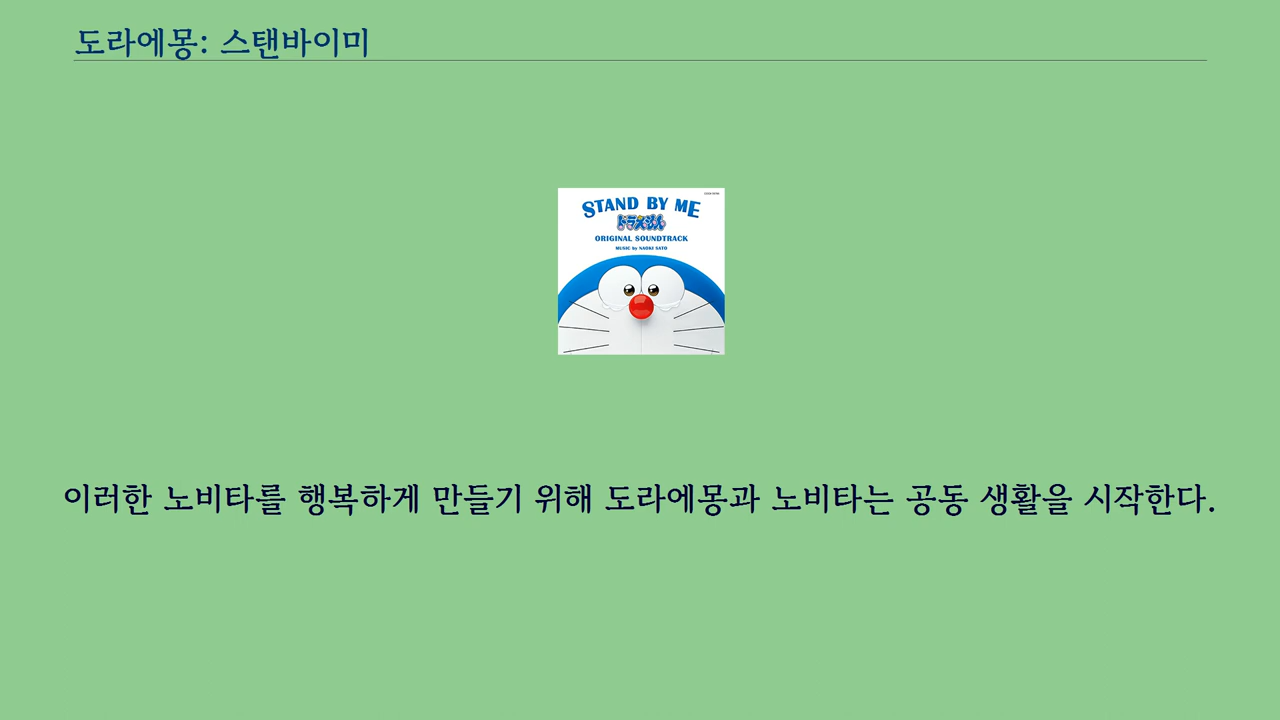 도라에몽: 스탠바이미
STAND BY ME
ドラえもん
ORIGINAL SOUNDTRACK
MUSIC by NAOKI SATO
이러한 노비타를 행복하게 만들기 위해 도라에몽과 노비타는 공동 생활을 시작한다.